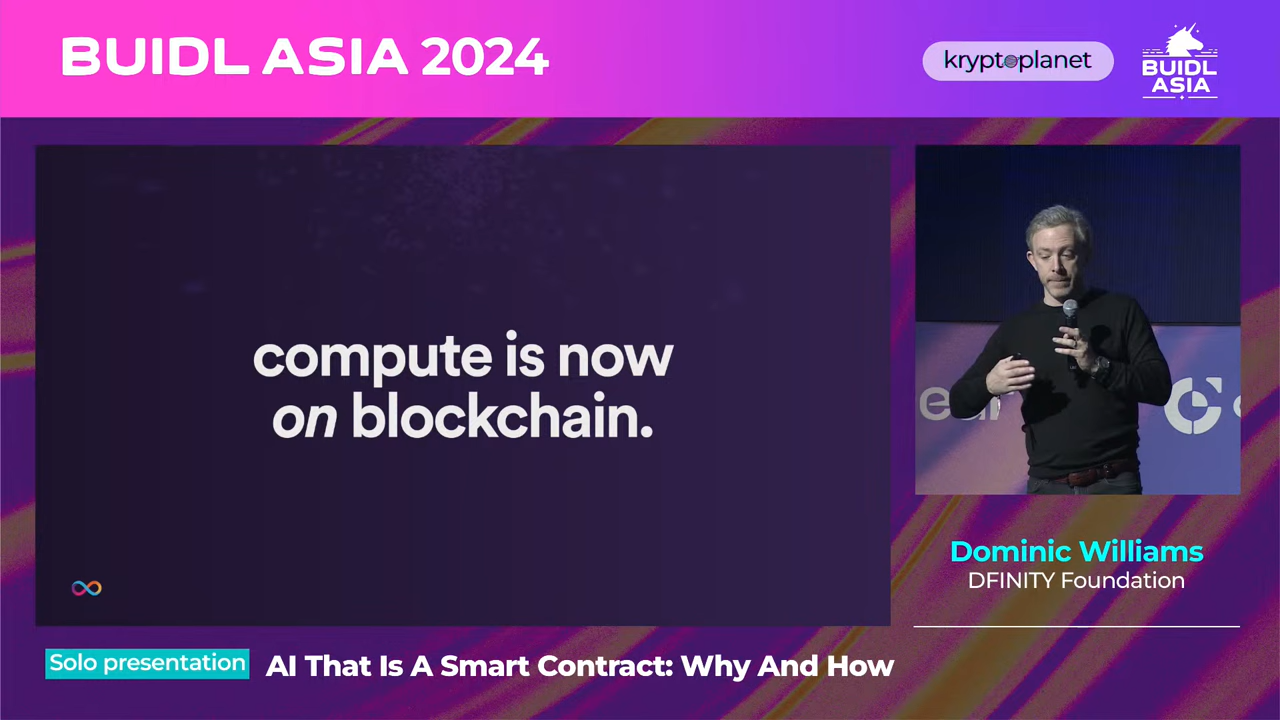 BUIDL ASIA 2024
kryptoplanet
BUIDL
ASIA
compute is now
on blockchain.
Dominic Williams
DFINITY Foundation
Solo presentation
AI That Is A Smart Contract: Why And How